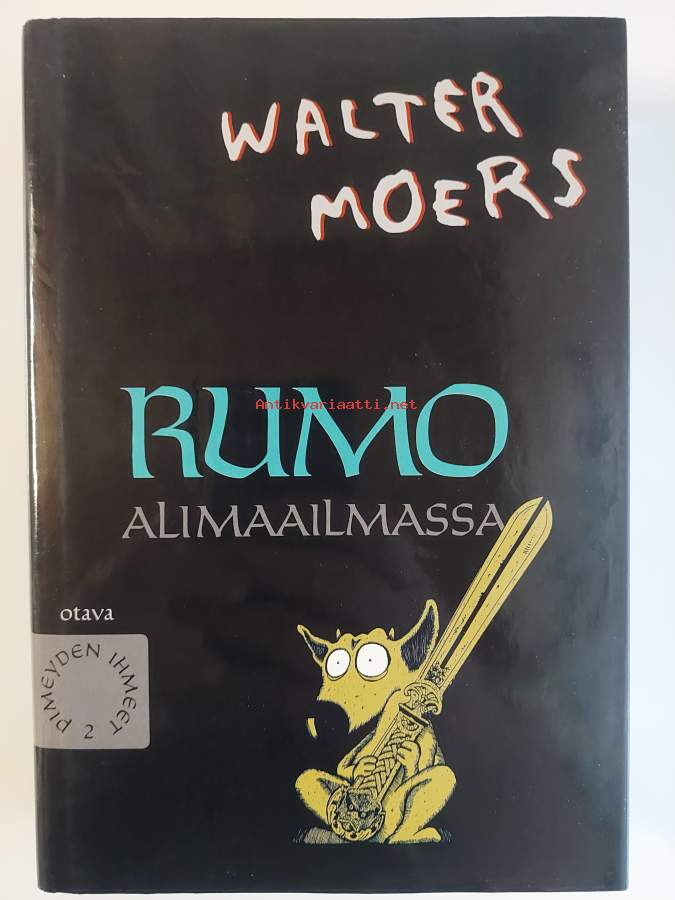 WALTER
MOERS
RUMO
Antikvariaatti.net
ALIMAAILMASSA
otava
PIMEYDEN IHMEET
2